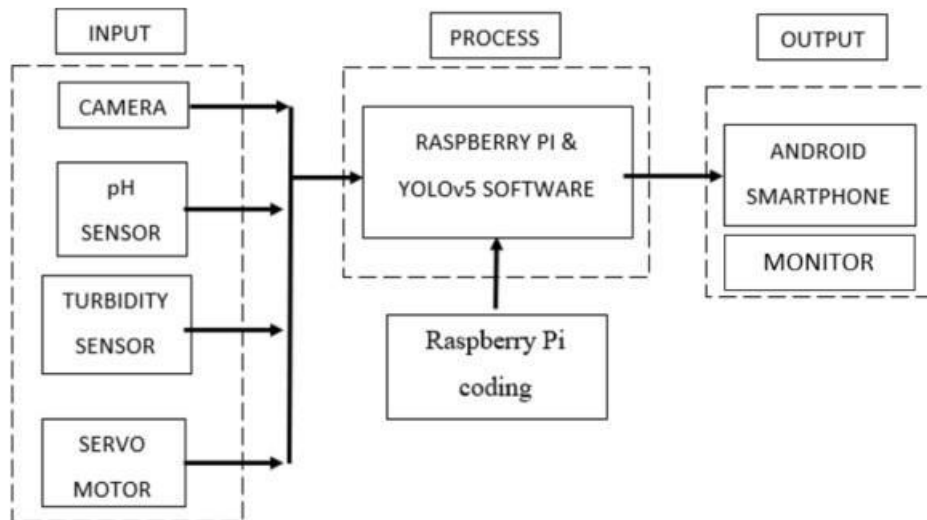 INPUT
CAMERA
pH
SENSOR
TURBIDITY
SENSOR
SERVO
MOTOR
PROCESS
RASPBERRY PI &
YOLOv5 SOFTWARE
Raspberry Pi
coding
OUTPUT
ANDROID
SMARTPHONE
MONITOR